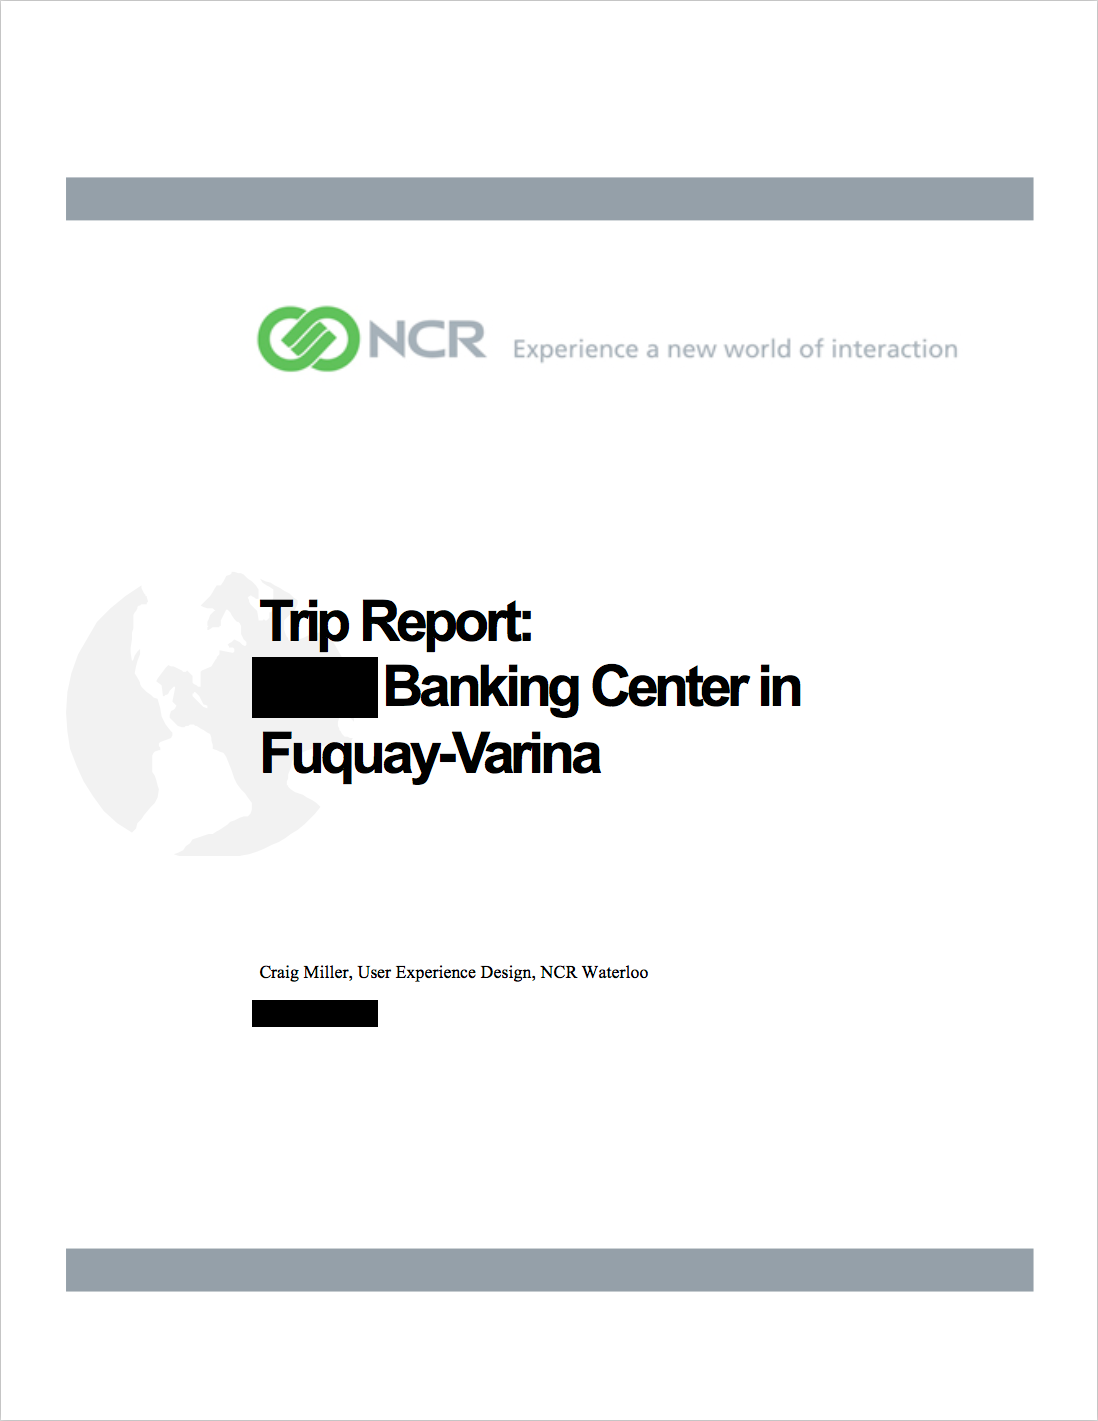 NCR Experience a new world of interaction
Trip Report:
Banking Center in
Fuquay-Varina
Craig Miller, User Experience Design, NCR Waterloo